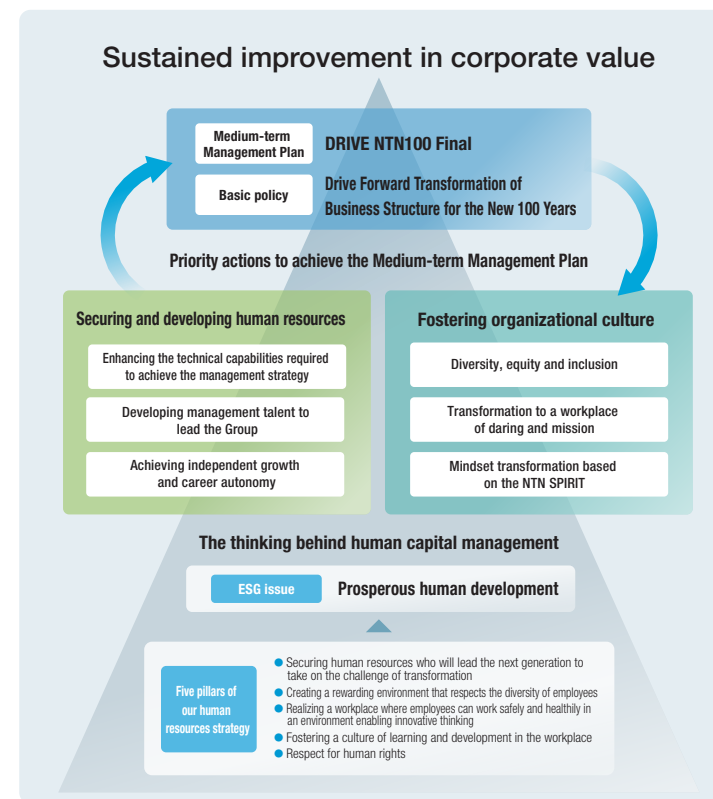 Sustained improvement in corporate value
Medium-term
Management Plan
DRIVE NTN100 Final
Basic policy
Drive Forward Transformation of
Business Structure for the New 100 Years
Priority actions to achieve the Medium-term Management Plan
Securing and developing human resources
Enhancing the technical capabilities required
to achieve the management strategy
Developing management talent to
lead the Group
Achieving independent growth
and career autonomy
Fostering organizational culture
Diversity, equity and inclusion
Transformation to a workplace
of daring and mission
Mindset transformation based
on the NTN SPIRIT
The thinking behind human capital management
ESG issue
Prosperous human development
Five pillars of
our human
resources strategy
● Securing human resources who will lead the next generation to
take on the challenge of transformation
● Creating a rewarding environment that respects the diversity of employees
● Realizing a workplace where employees can work safely and healthily in
an environment enabling innovative thinking
● Fostering a culture of learning and development in the workplace
● Respect for human rights